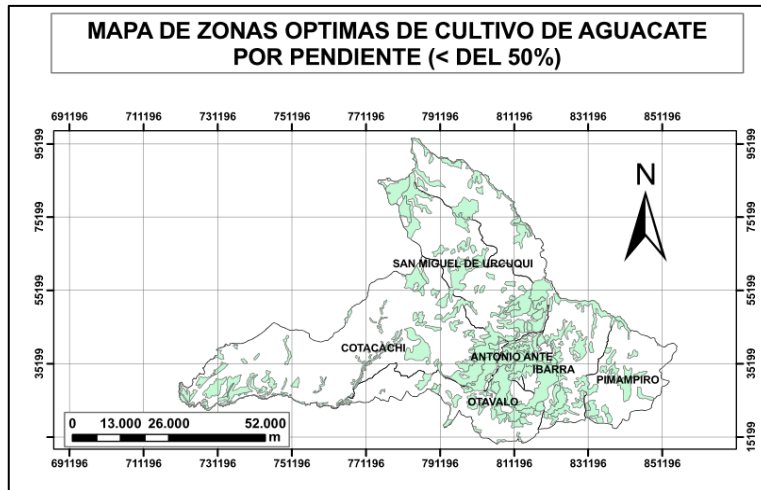 MAPA DE ZONAS OPTIMAS DE CULTIVO DE AGUACATE
POR PENDIENTE (< DEL 50%)
691196 711196 731196 751196 771196 791196 811196 831196 851196
95199 95199
N
75199 75199
SAN MIGUEL DE URCUQUI
55199 55199
COTACACHI
ANTONIO ANTE
35199 35199
IBARRA
PIMAMPIRO
OTAVALO
0 13.000 26.000 52.000
m
15199 15199
691196 711196 731196 751196 771196 791196 811196 831196 851196